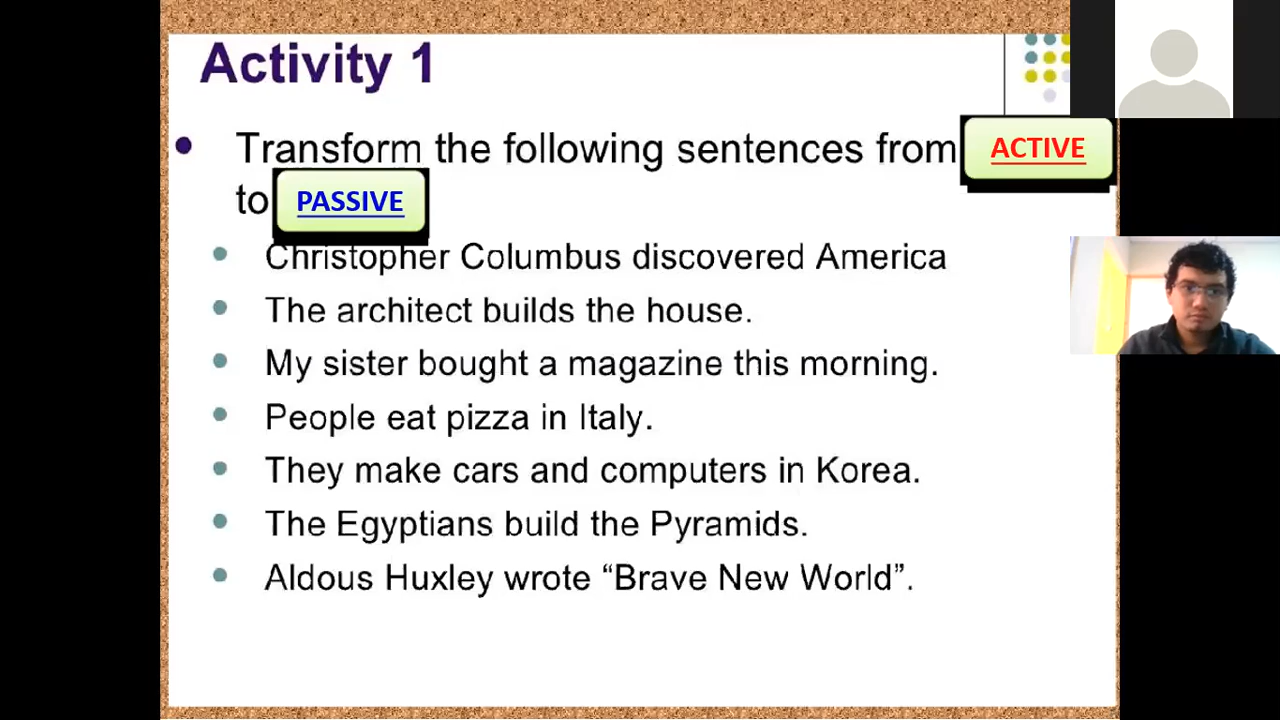 Activity 1
Transform the following sentences from ACTIVE
to PASSIVE
Christopher Columbus discovered America
The architect builds the house.
My sister bought a magazine this morning.
People eat pizza in Italy.
They make cars and computers in Korea.
The Egyptians build the Pyramids.
Aldous Huxley wrote “Brave New World”.